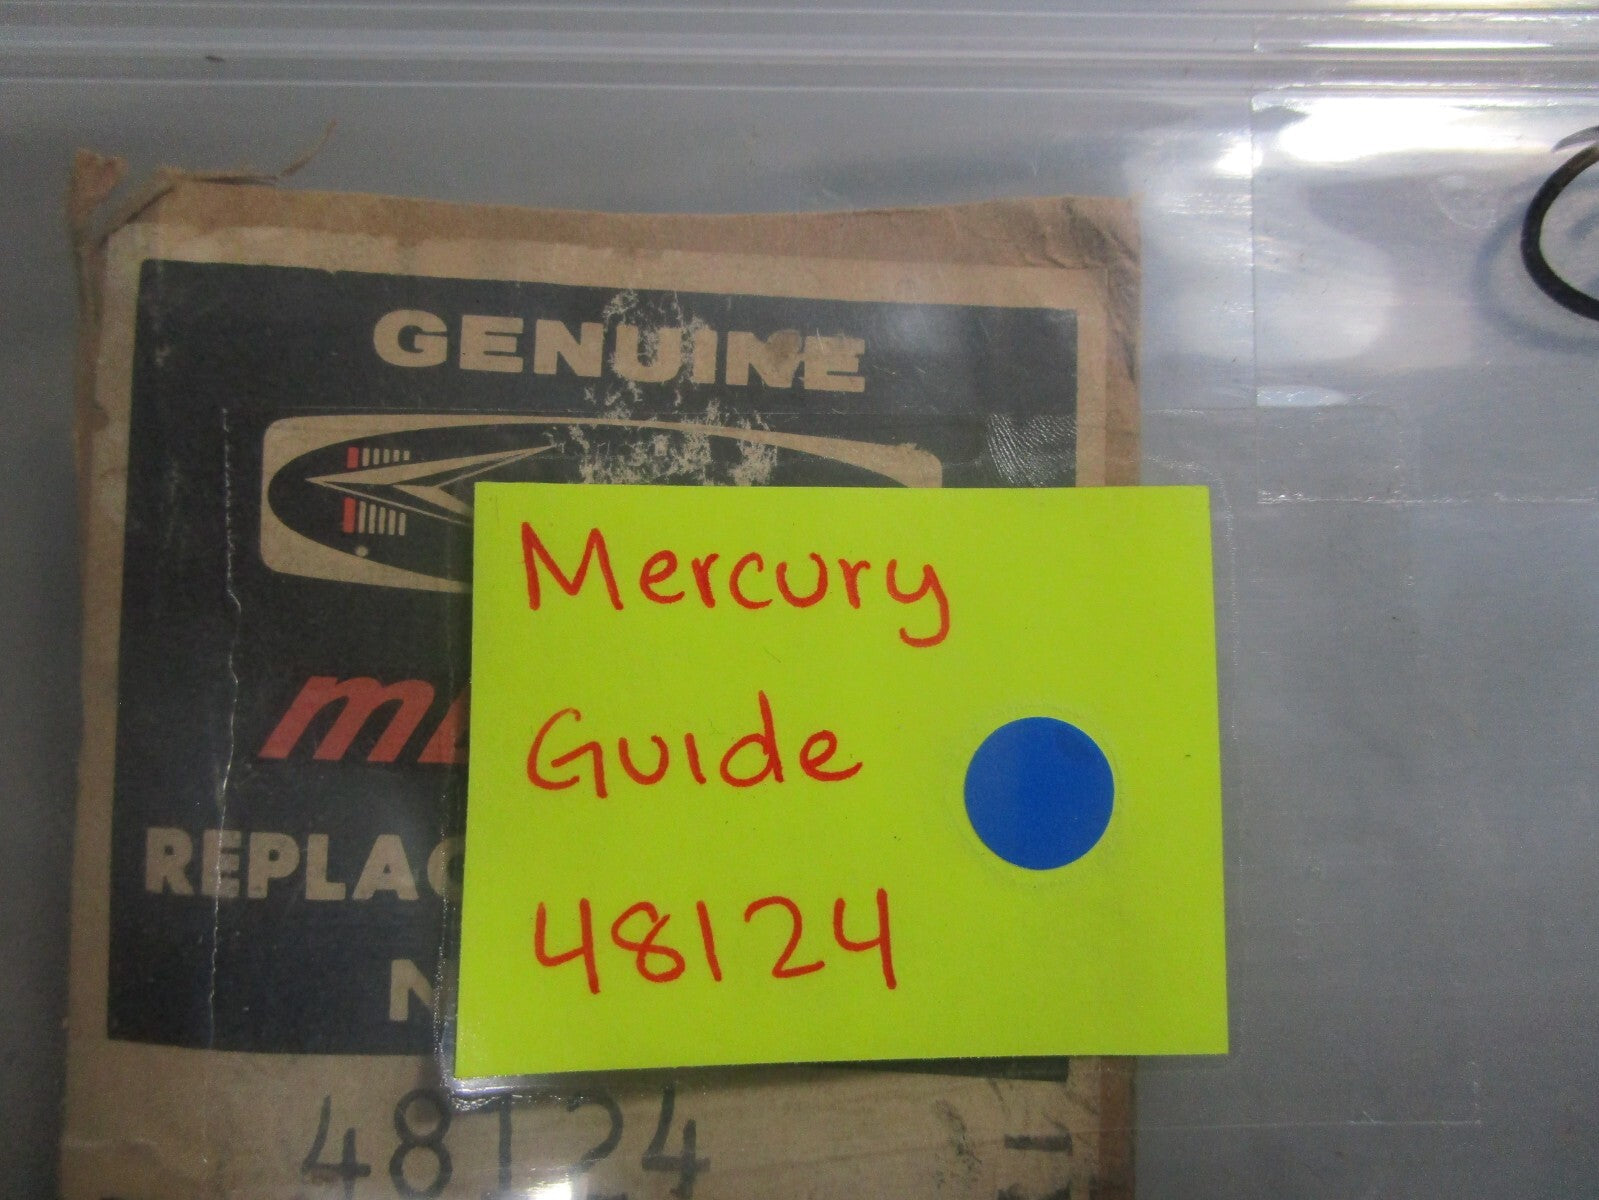 GENUINE
Mercury
Guide
48124
REPLAC
N
48124